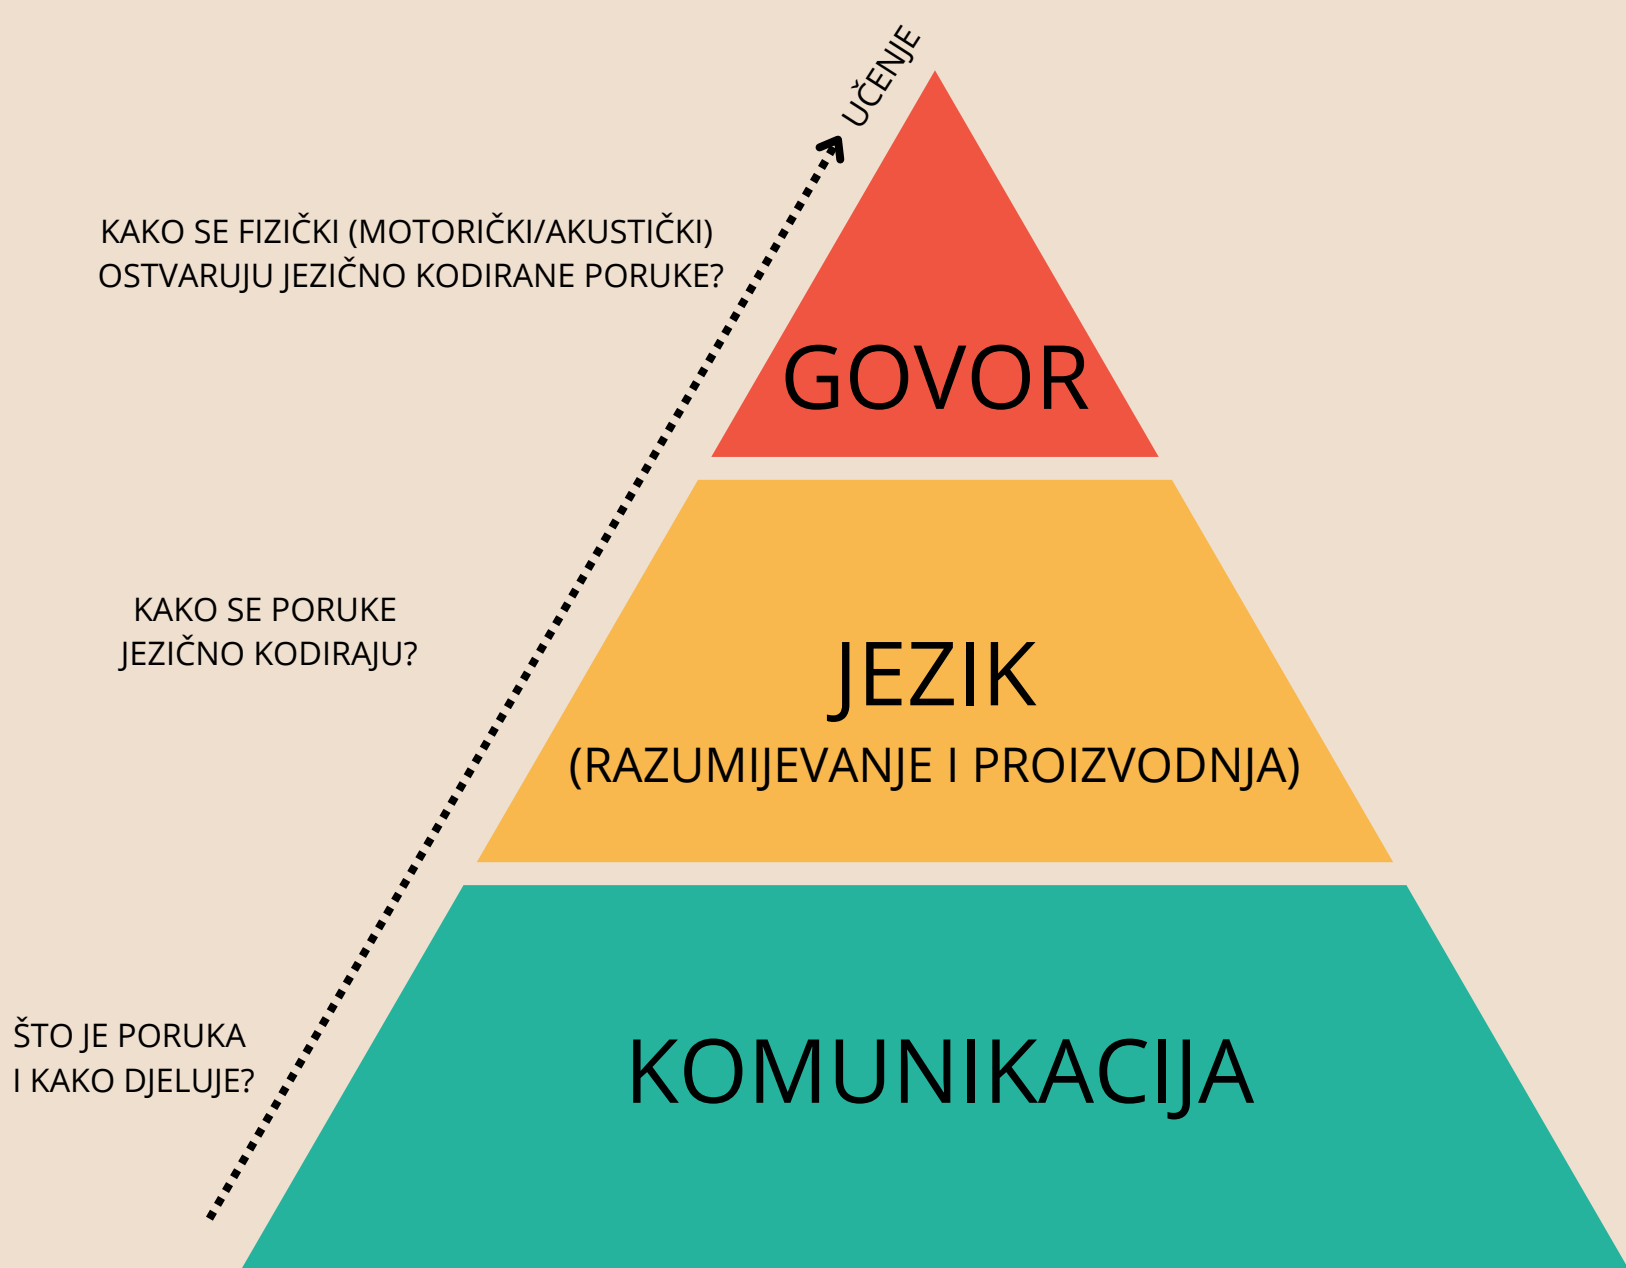 UČENJE
KAKO SE FIZIČKI (MOTORIČKI/AKUSTIČKI)
OSTVARUJU JEZIČNO KODIRANE PORUKE?
GOVOR
KAKO SE PORUKE
JEZIČNO KODIRAJU?
JEZIK
(RAZUMIJEVANJE I PROIZVODNJA)
ŠTO JE PORUKA
I KAKO DJELUJE?
KOMUNIKACIJA